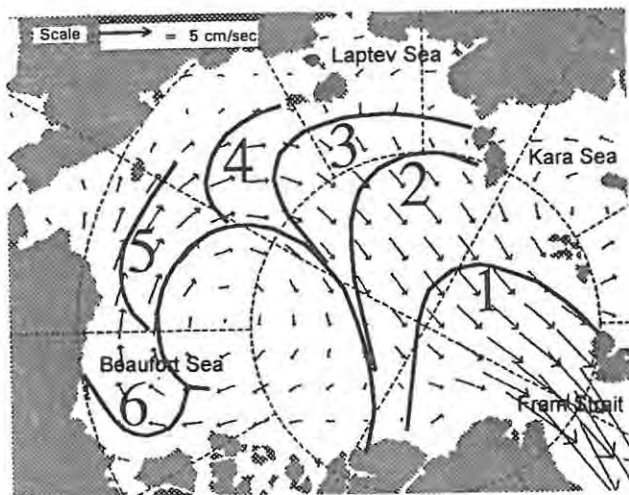 Scale = 5 cm/sec.
Laptev Sea
Kara Sea
4
3
2
5
1
Beaufort Sea
6
Fram Strait